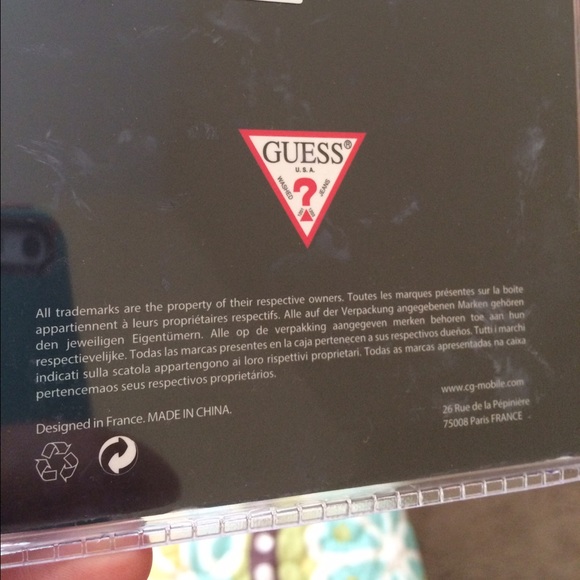 GUESS®
U.S.A.
WASHED ? JEANS
All trademarks are the property of their respective owners. Toutes les marques présentes sur la boite
appartiennent à leurs propriétaires respectifs. Alle auf der Verpackung angegebenen Marken gehören
den jeweiligen Eigentümern. Alle op de verpakking aangegeven merken behoren toe aan hun
respectievelijke. Todas las marcas presentes en la caja pertenecen a sus respectivos dueños. Tutti i marchi
indicati sulla scatola appartengono ai loro rispettivi proprietari. Todas as marcas apresentadas na caixa
pertencemaos seus respectivos proprietários.
www.cg-mobile.com
Designed in France. MADE IN CHINA.
26 Rue de la Pépinière
75008 Paris FRANCE